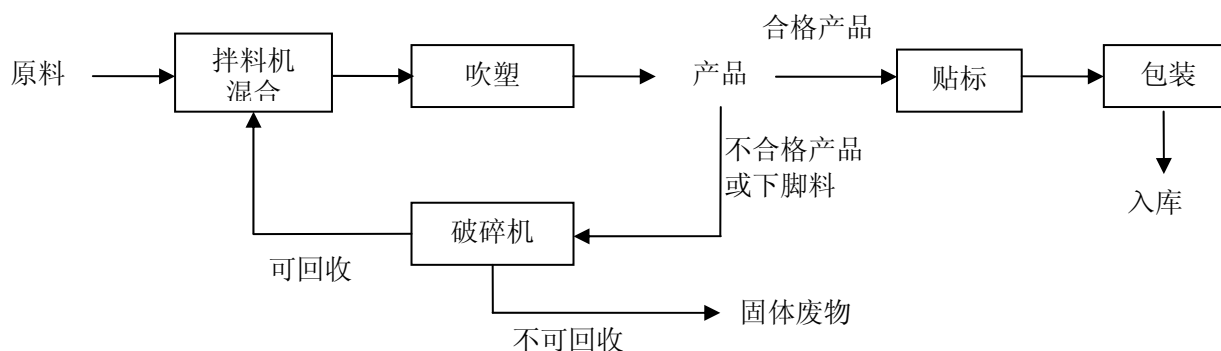 合格产品
原料
拌料机
混合
吹塑
产品
贴标
包装
不合格产品
或下脚料
入库
破碎机
可回收
固体废物
不可回收